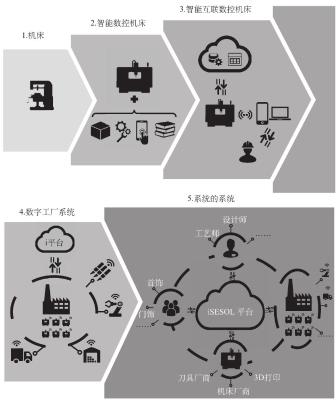 1.机床
2.智能数控机床
3.智能互联数控机床
4.数字工厂系统
i平台
5.系统的系统
设计师
工艺师
……
首饰
门饰
iSESOL 平台
……
……
刀具厂商
3D打印
机床厂商